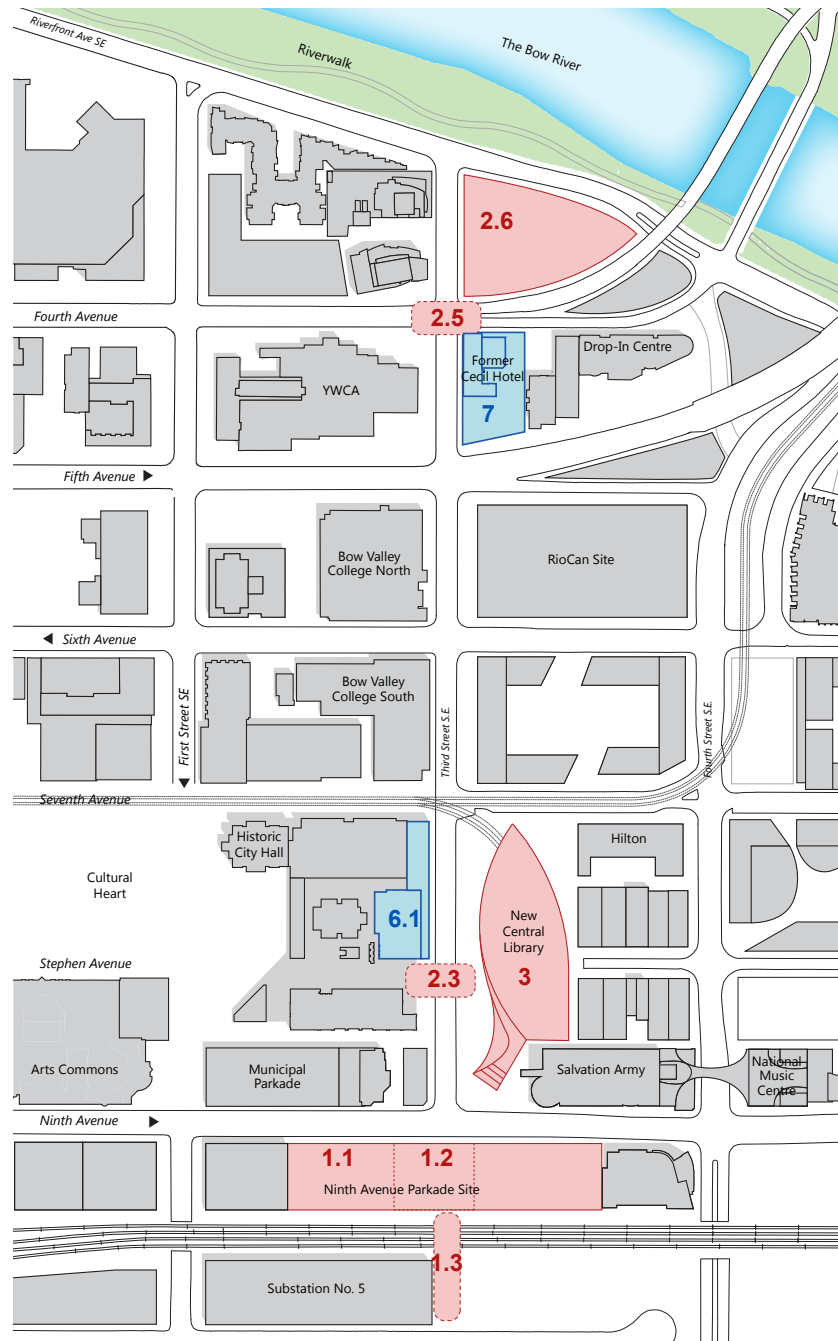 Riverfront Ave SE
Riverwalk
The Bow River
2.6
Fourth Avenue
2.5
Former
Cecil Hotel
7
Drop-In Centre
YWCA
Fifth Avenue
Bow Valley
College North
RioCan Site
Sixth Avenue
First Street SE
Bow Valley
College South
Third Street S.E.
Fourth Street S.E.
Seventh Avenue
Historic
City Hall
Hilton
Cultural
Heart
6.1
New
Central
Library
3
Stephen Avenue
2.3
Arts Commons
Municipal
Parkade
Salvation Army
National
Music
Centre
Ninth Avenue
1.1
1.2
Ninth Avenue Parkade Site
1.3
Substation No. 5